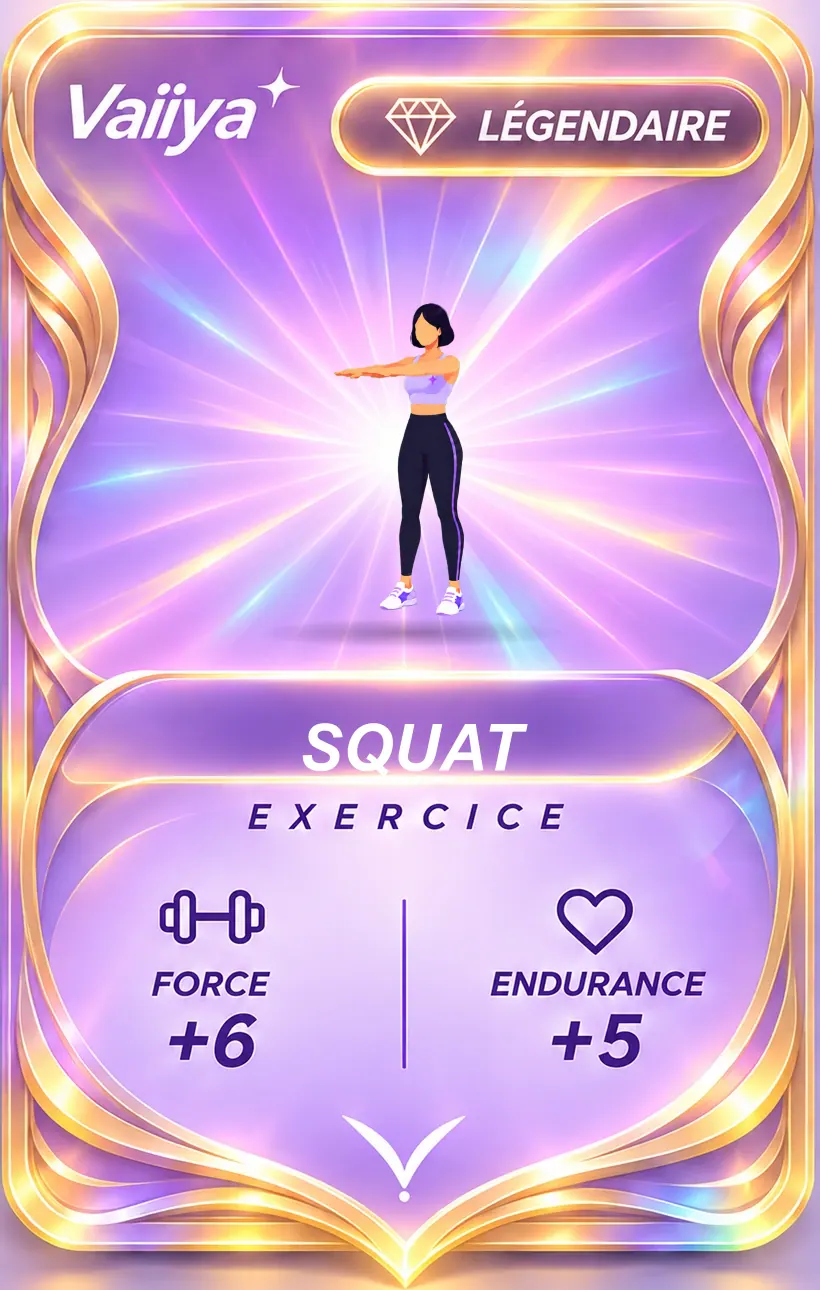 Vaiiya
LÉGENDAIRE
SQUAT
EXERCICE
FORCE
ENDURANCE
+6
+5